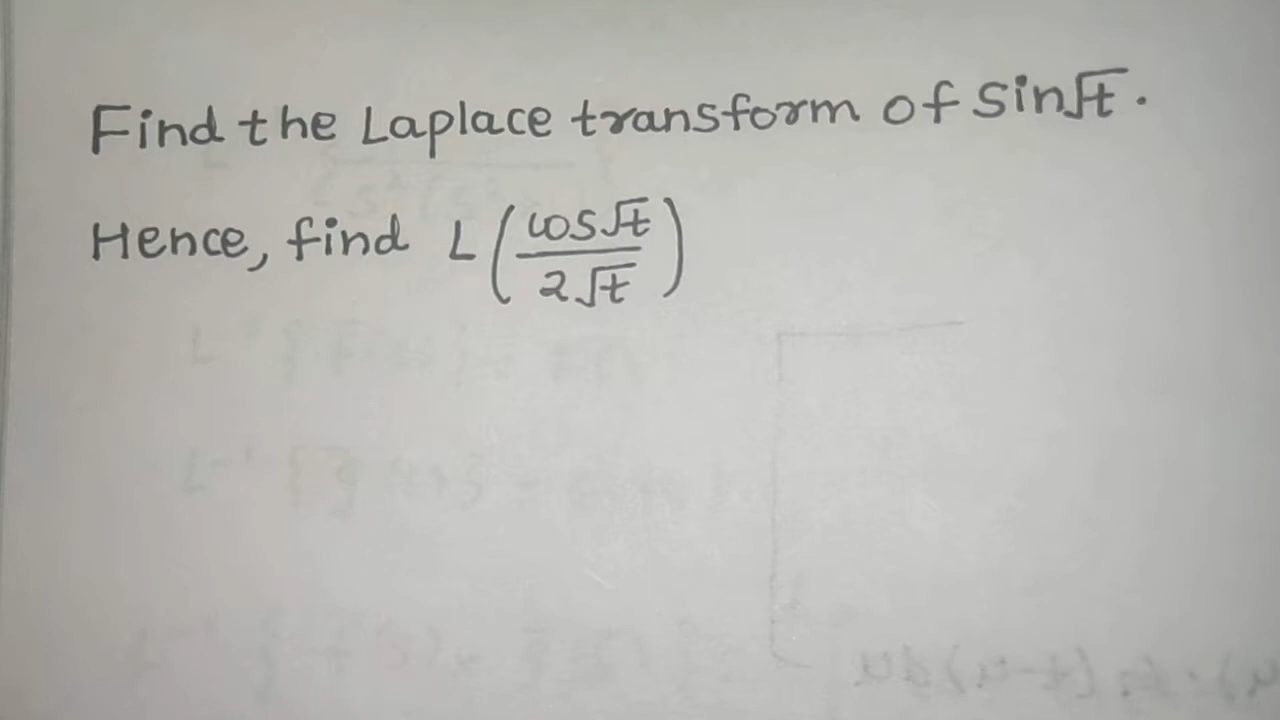 Find the Laplace transform of sin√t.
Hence, find L(cos√t / 2√t)